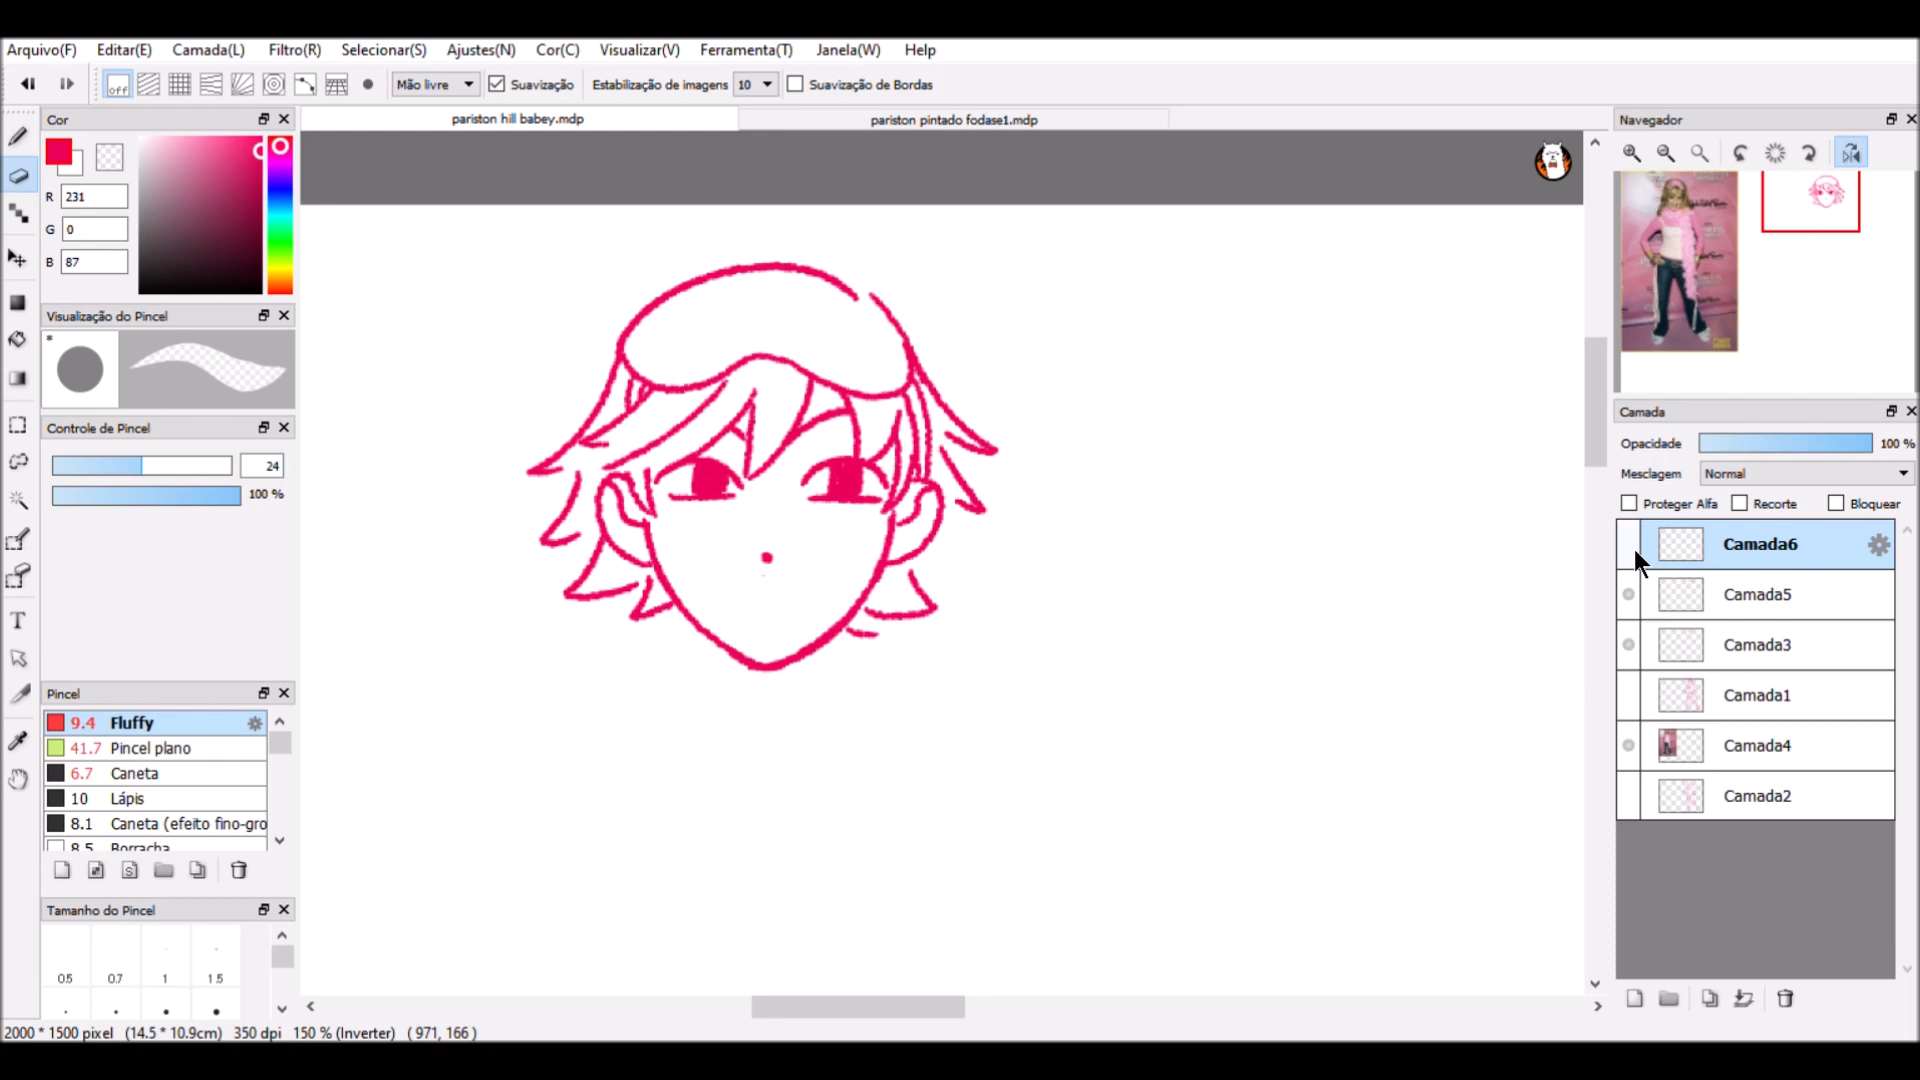 Arquivo(F) Editar(E) Camada(L) Filtro(R) Selecionar(S) Ajustes(N) Cor(C) Visualizar(V) Ferramenta(T) Janela(W) Help
off Mão livre Suavização Estabilização de imagens 10 Suavização de Bordas
Cor
pariston hill babey.mdp
pariston pintado fodase1.mdp
Navegador
R 231
G 0
B 87
Visualização do Pincel
*
Controle de Pincel
24
100 %
Camada
Opacidade 100 %
Mesclagem Normal
Proteger Alfa Recorte Bloquear
Camada6
Camada5
Camada3
Camada1
Camada4
Camada2
Pincel
9.4 Fluffy
41.7 Pincel plano
6.7 Caneta
10 Lápis
8.1 Caneta (efeito fino-gro
8.5 Borracha
S
Tamanho do Pincel
0.5 0.7 1 1.5
2000 * 1500 pixel (14.5 * 10.9cm) 350 dpi 150 % (Inverter) ( 971, 166 )
T